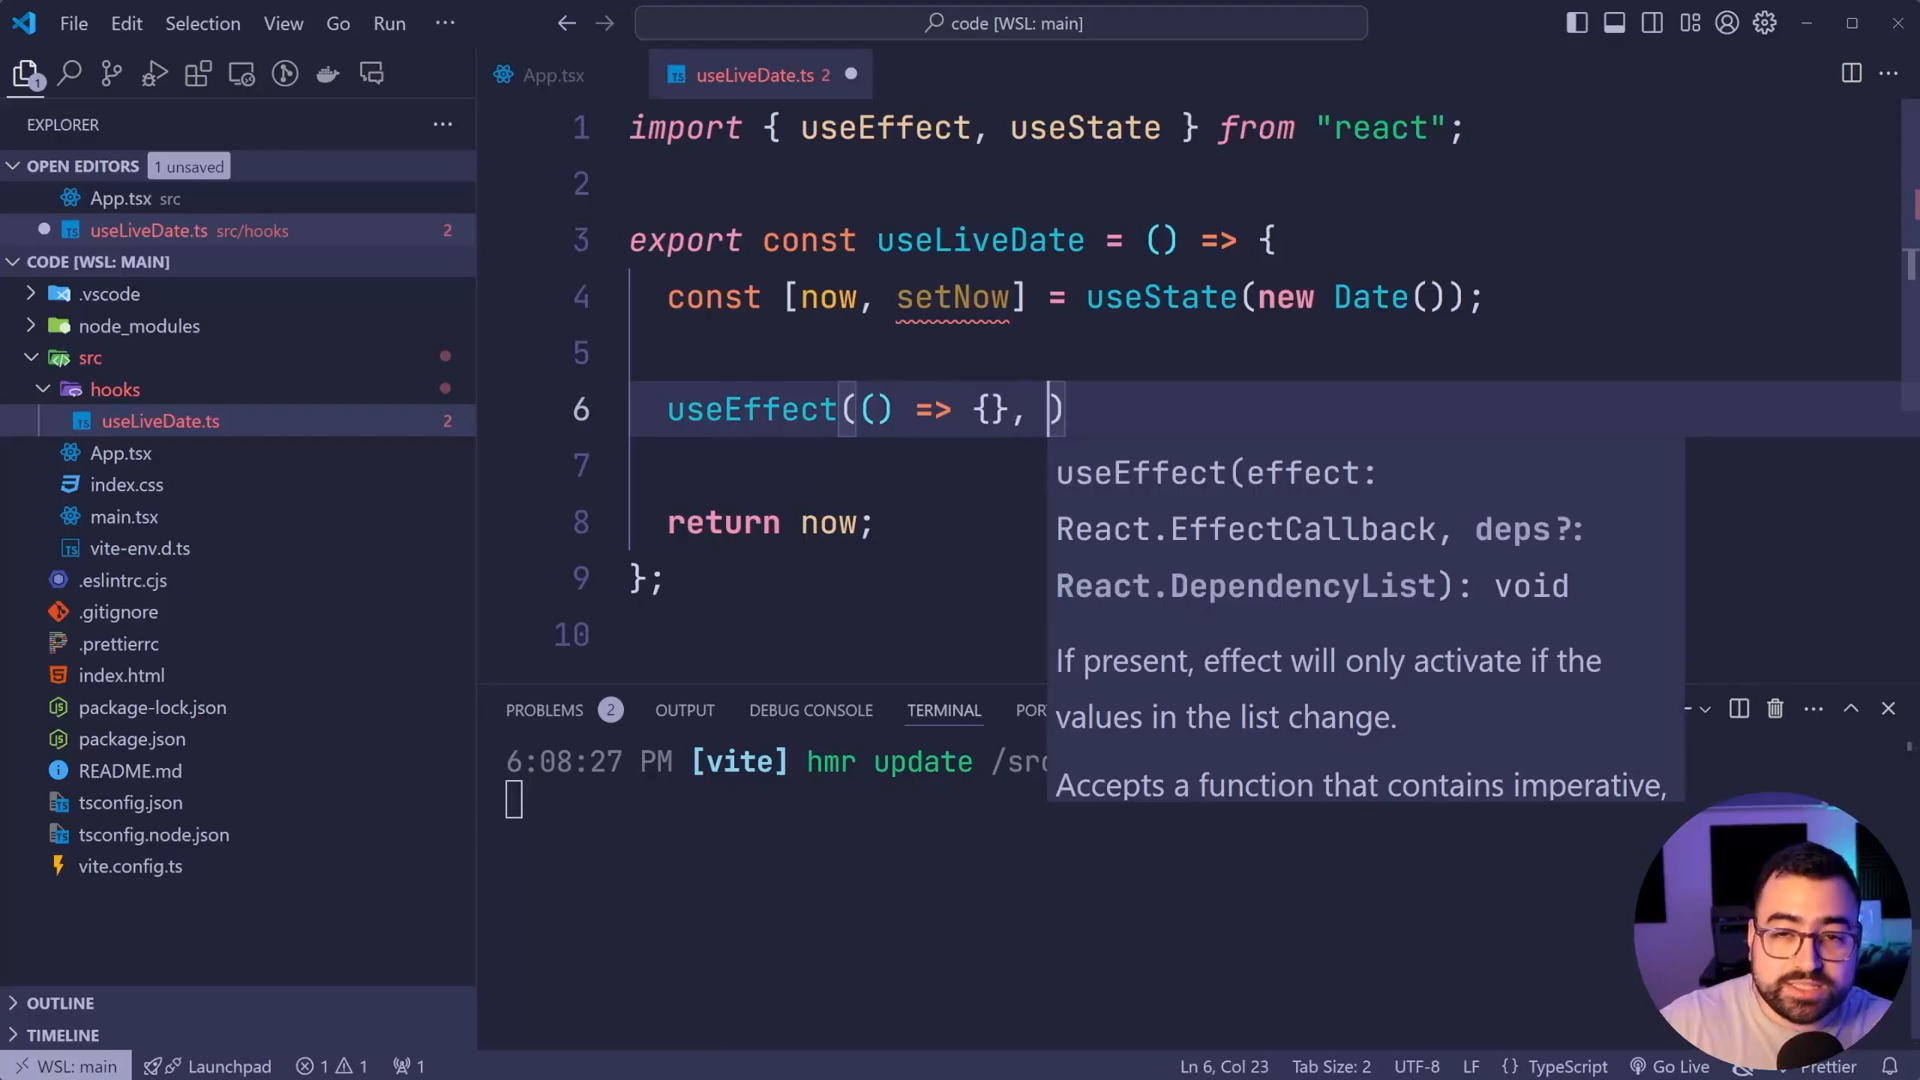 File Edit Selection View Go Run ···
code [WSL: main]
1
EXPLORER ···
OPEN EDITORS 1 unsaved
App.tsx src
useLiveDate.ts src/hooks 2
CODE [WSL: MAIN]
.vscode
node_modules
src
hooks
useLiveDate.ts 2
App.tsx
index.css
main.tsx
vite-env.d.ts
.eslintrc.cjs
.gitignore
.prettierrc
index.html
package-lock.json
package.json
README.md
tsconfig.json
tsconfig.node.json
vite.config.ts
OUTLINE
TIMELINE
App.tsx
useLiveDate.ts 2
1 import { useEffect, useState } from "react";
2
3 export const useLiveDate = () => {
4 const [now, setNow] = useState(new Date());
5
6 useEffect(() => {}, )
7
8 return now;
9 };
10
useEffect(effect:
React.EffectCallback, deps?:
React.DependencyList): void
If present, effect will only activate if the
values in the list change.
Accepts a function that contains imperative,
PROBLEMS 2 OUTPUT DEBUG CONSOLE TERMINAL POR
6:08:27 PM [vite] hmr update /src
WSL: main Launchpad 1 1 1 Ln 6, Col 23 Tab Size: 2 UTF-8 LF {} TypeScript Go Live Prettier